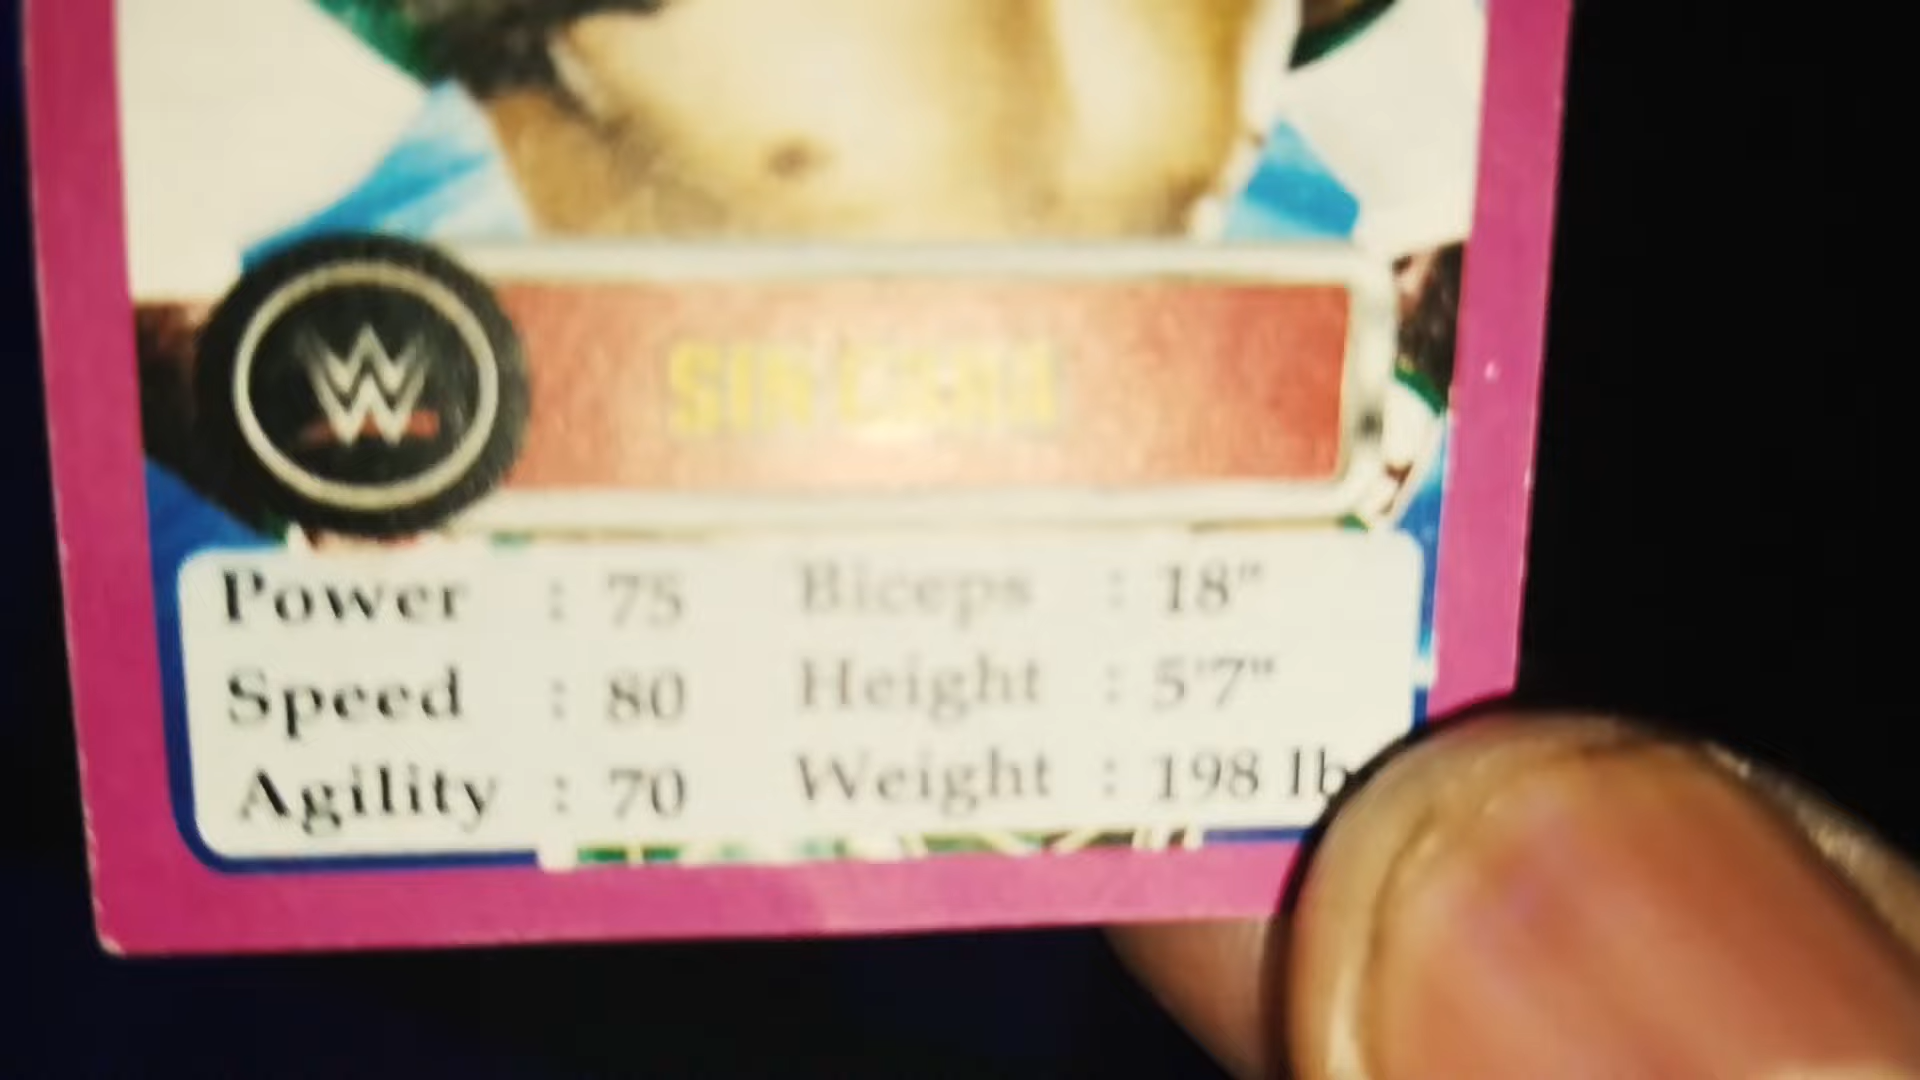 SIN CARA
Power : 75 Biceps : 18"
Speed : 80 Height : 5'7"
Agility : 70 Weight : 198 lb